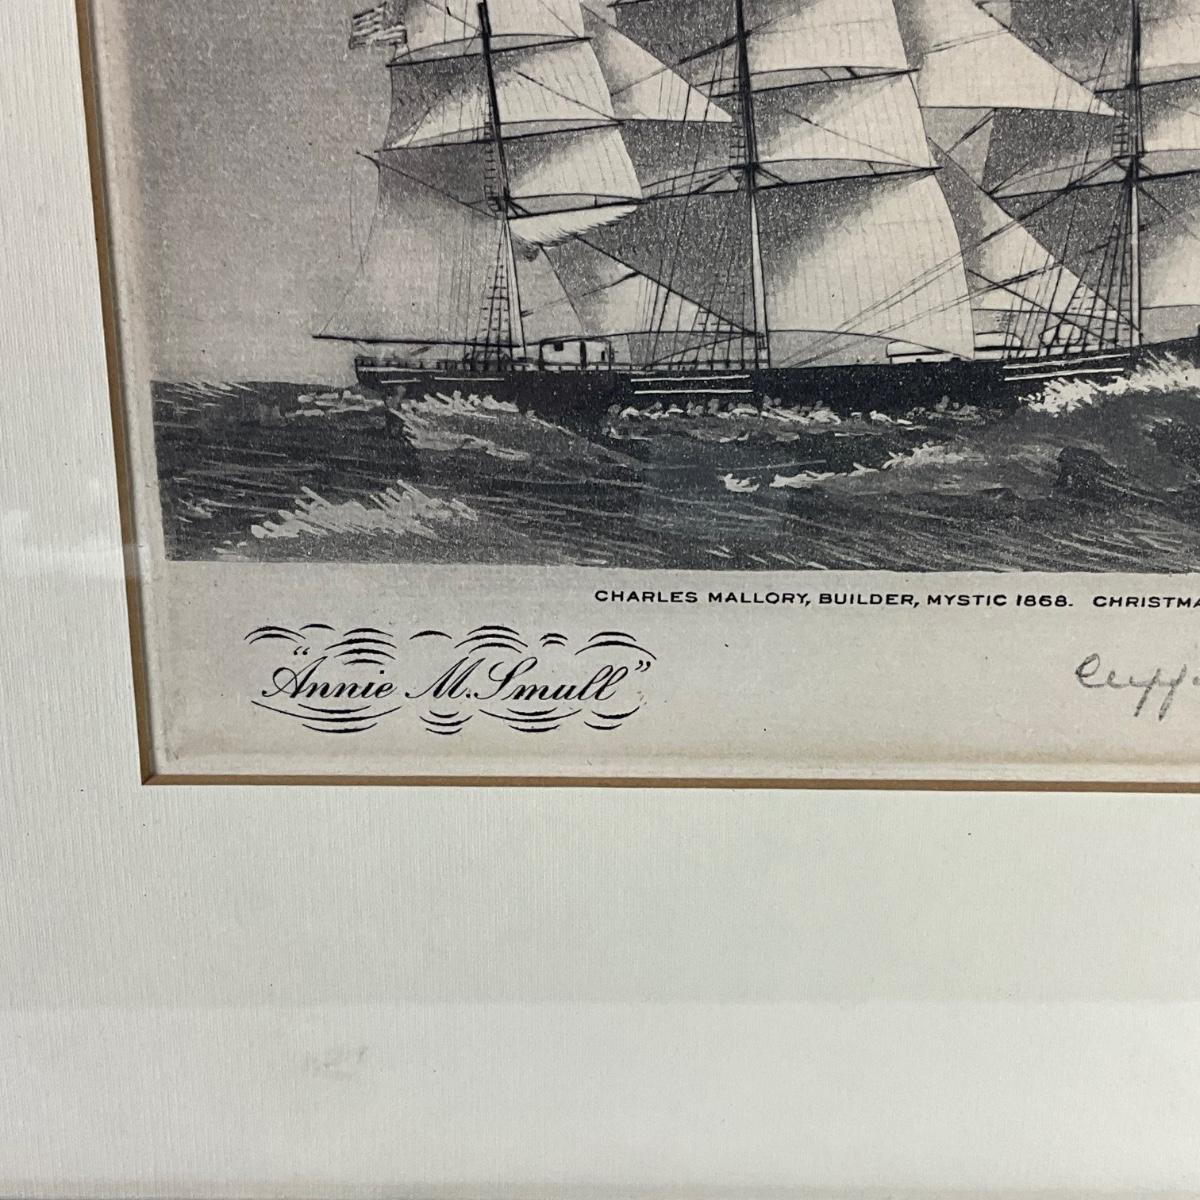 CHARLES MALLORY, BUILDER, MYSTIC 1868. CHRISTMA
"Annie M. Smull"